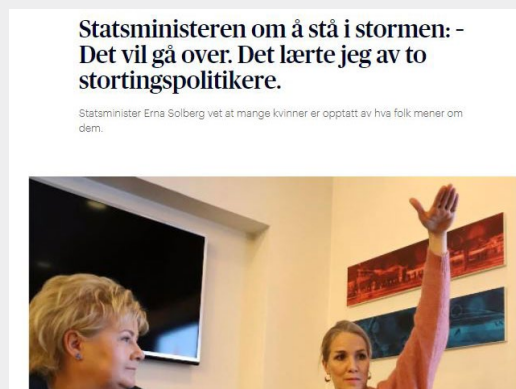 Statsministeren om å stå i stormen: -
Det vil gå over. Det lærte jeg av to
stortingspolitikere.
Statsminister Erna Solberg vet at mange kvinner er opptatt av hva folk mener om
dem.